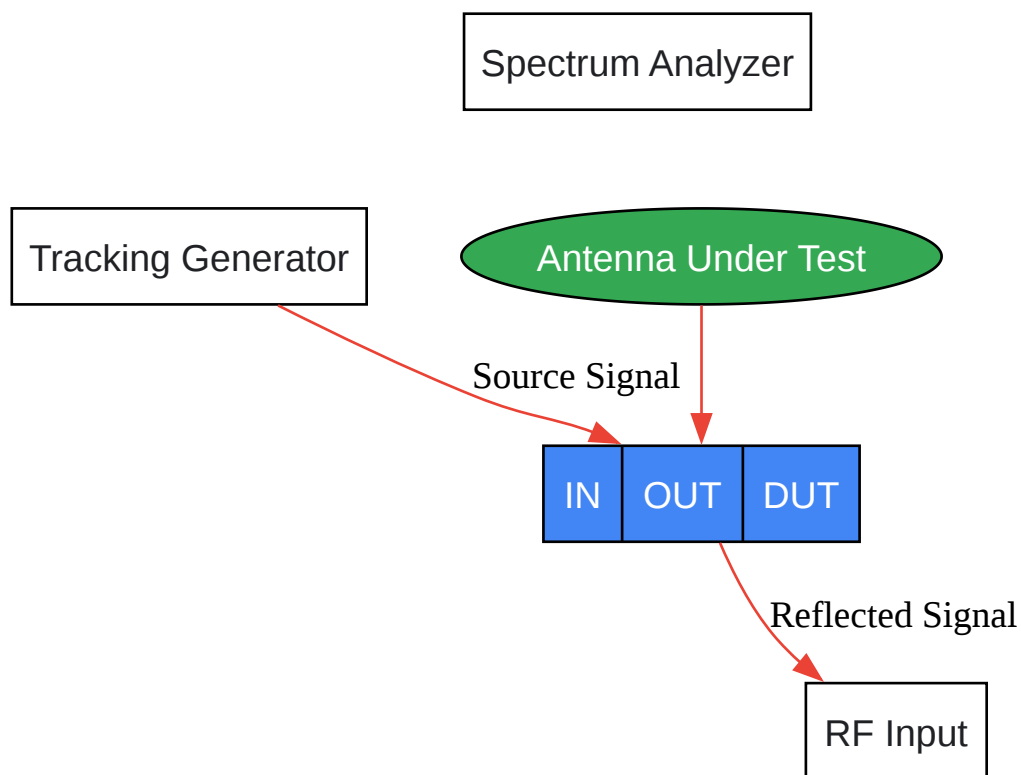 Spectrum Analyzer
Tracking Generator
Antenna Under Test
Source Signal
IN
OUT
DUT
Reflected Signal
RF Input